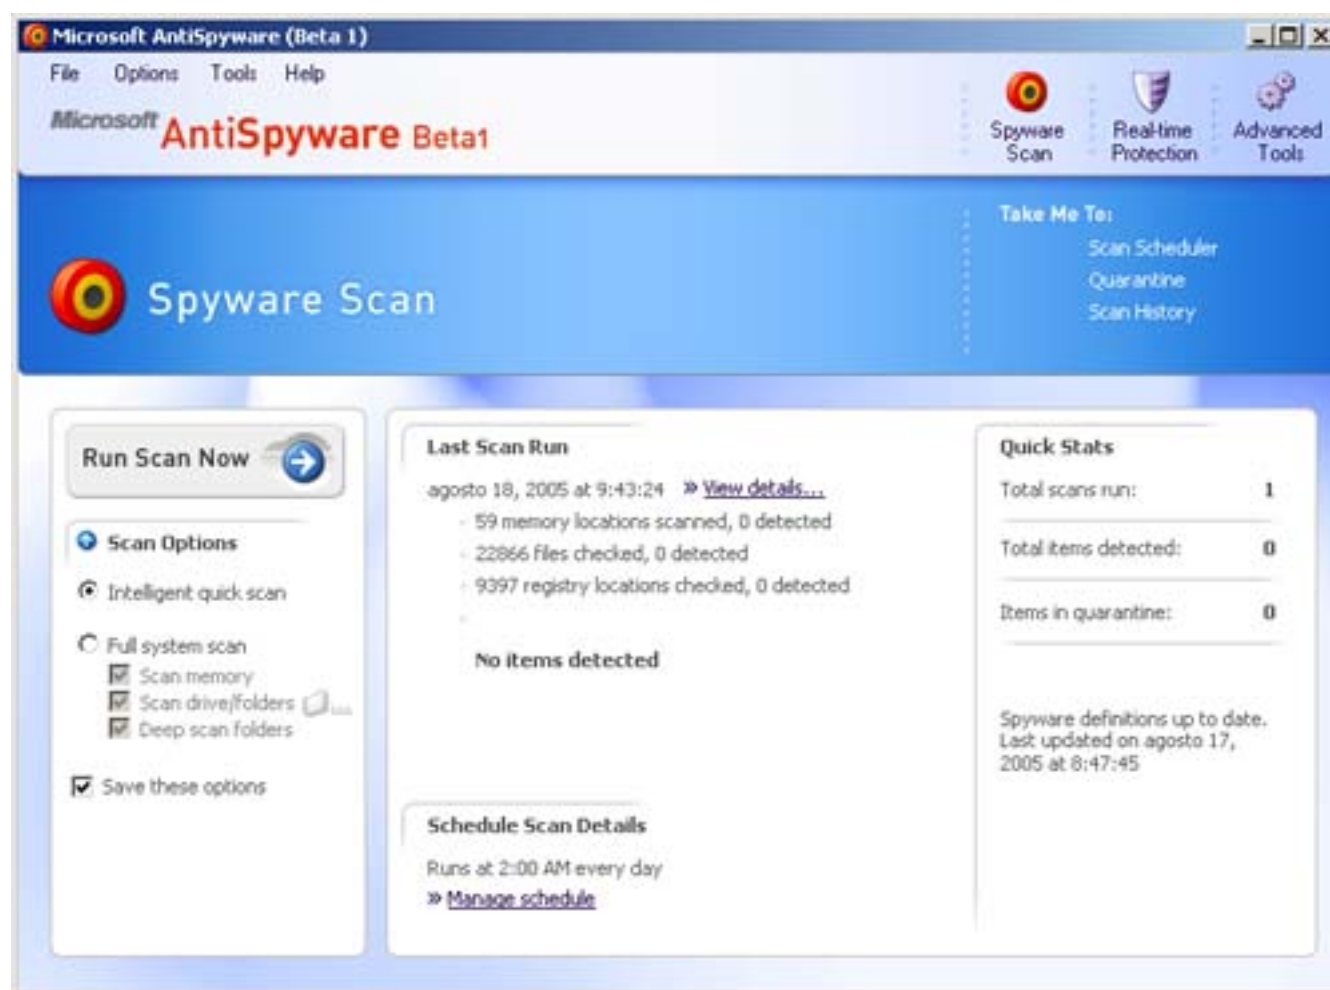 Microsoft AntiSpyware (Beta 1)
File Options Tools Help
Microsoft AntiSpyware Beta1
Spyware Scan
Real-time Protection
Advanced Tools
Take Me To:
Scan Scheduler
Quarantine
Scan History
Spyware Scan
Run Scan Now
Scan Options
Intelligent quick scan
Full system scan
Scan memory
Scan drive/folders ...
Deep scan folders
Save these options
Last Scan Run
agosto 18, 2005 at 9:43:24 » View details...
59 memory locations scanned, 0 detected
22866 files checked, 0 detected
9397 registry locations checked, 0 detected
No items detected
Schedule Scan Details
Runs at 2:00 AM every day
» Manage schedule
Quick Stats
Total scans run: 1
Total items detected: 0
Items in quarantine: 0
Spyware definitions up to date.
Last updated on agosto 17,
2005 at 8:47:45